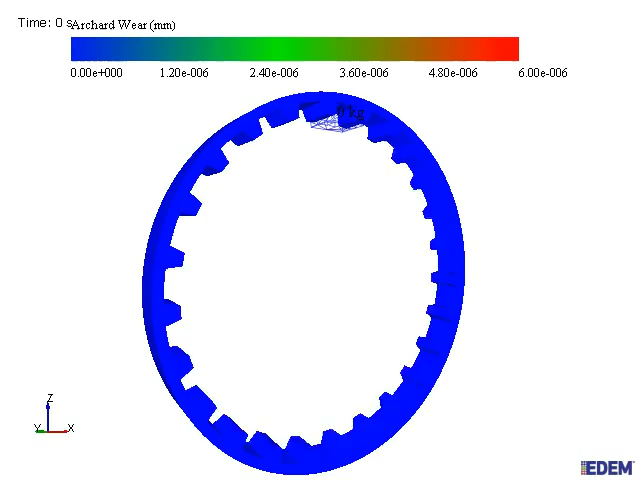 Time: 0 s
Archard Wear (mm)
0.00e+000 1.20e-006 2.40e-006 3.60e-006 4.80e-006 6.00e-006
0 kg
Z
Y X
EDEM